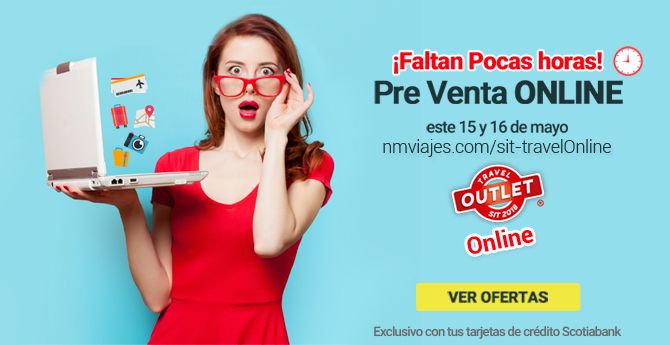 ¡Faltan Pocas horas!
Pre Venta ONLINE
este 15 y 16 de mayo
nmviajes.com/sit-travelOnline
TRAVEL
OUTLET
SIT 2018
®
Online
VER OFERTAS
Exclusivo con tus tarjetas de crédito Scotiabank